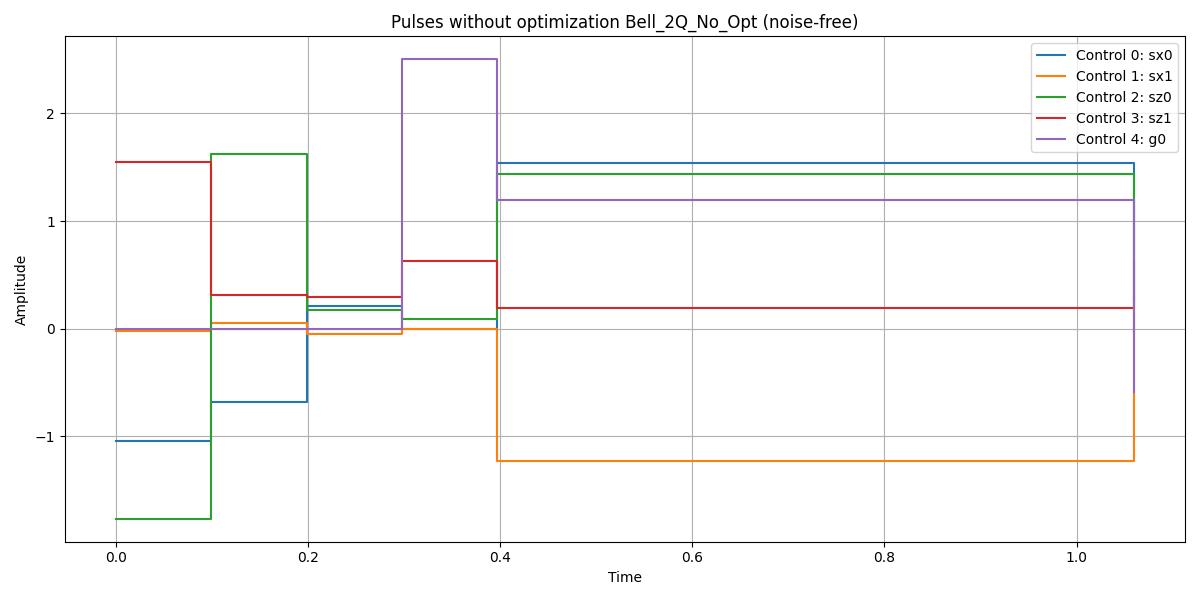 Pulses without optimization Bell_2Q_No_Opt (noise-free)
Control 0: sx0
Control 1: sx1
Control 2: sz0
Control 3: sz1
Control 4: g0
Amplitude
2
1
0
−1
0.0 0.2 0.4 0.6 0.8 1.0
Time